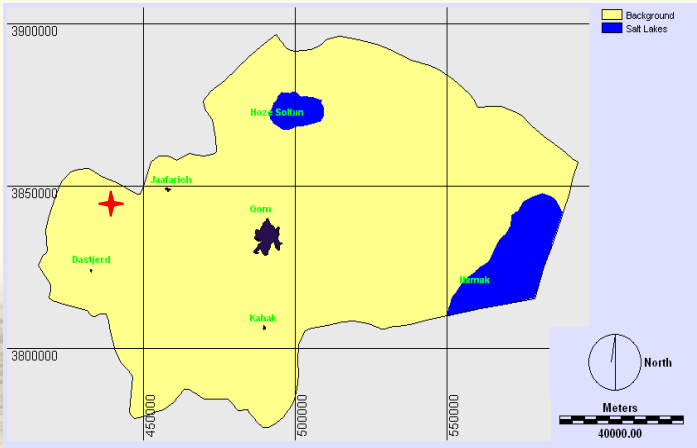 3900000
Background
Salt Lakes
Hoze Soltun
3850000
Jaafarieh
Qom
Dastjerd
Namak
Kahak
3800000
North
450000
500000
550000
Meters
40000.00